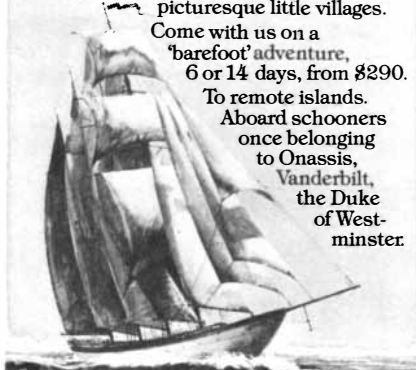 picturesque little villages.
Come with us on a
'barefoot' adventure,
6 or 14 days, from $290.
To remote islands.
Aboard schooners
once belonging
to Onassis,
Vanderbilt,
the Duke
of West-
minster.